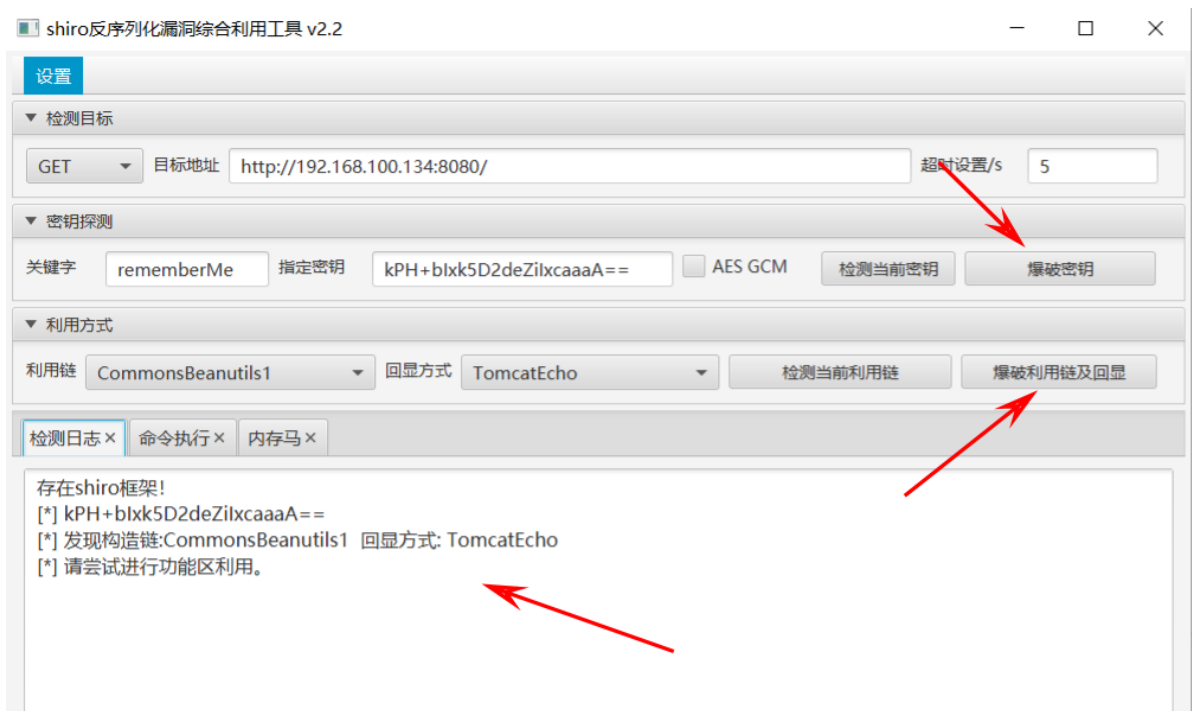 shiro反序列化漏洞综合利用工具 v2.2
设置
检测目标
GET 目标地址 http://192.168.100.134:8080/ 超时设置/s 5
密钥探测
关键字 rememberMe 指定密钥 kPH+bIxk5D2deZiIxcaaaA== AES GCM 检测当前密钥 爆破密钥
利用方式
利用链 CommonsBeanutils1 回显方式 TomcatEcho 检测当前利用链 爆破利用链及回显
检测日志 命令执行 内存马
存在shiro框架!
[*] kPH+bIxk5D2deZiIxcaaaA==
[*] 发现构造链:CommonsBeanutils1 回显方式: TomcatEcho
[*] 请尝试进行功能区利用。